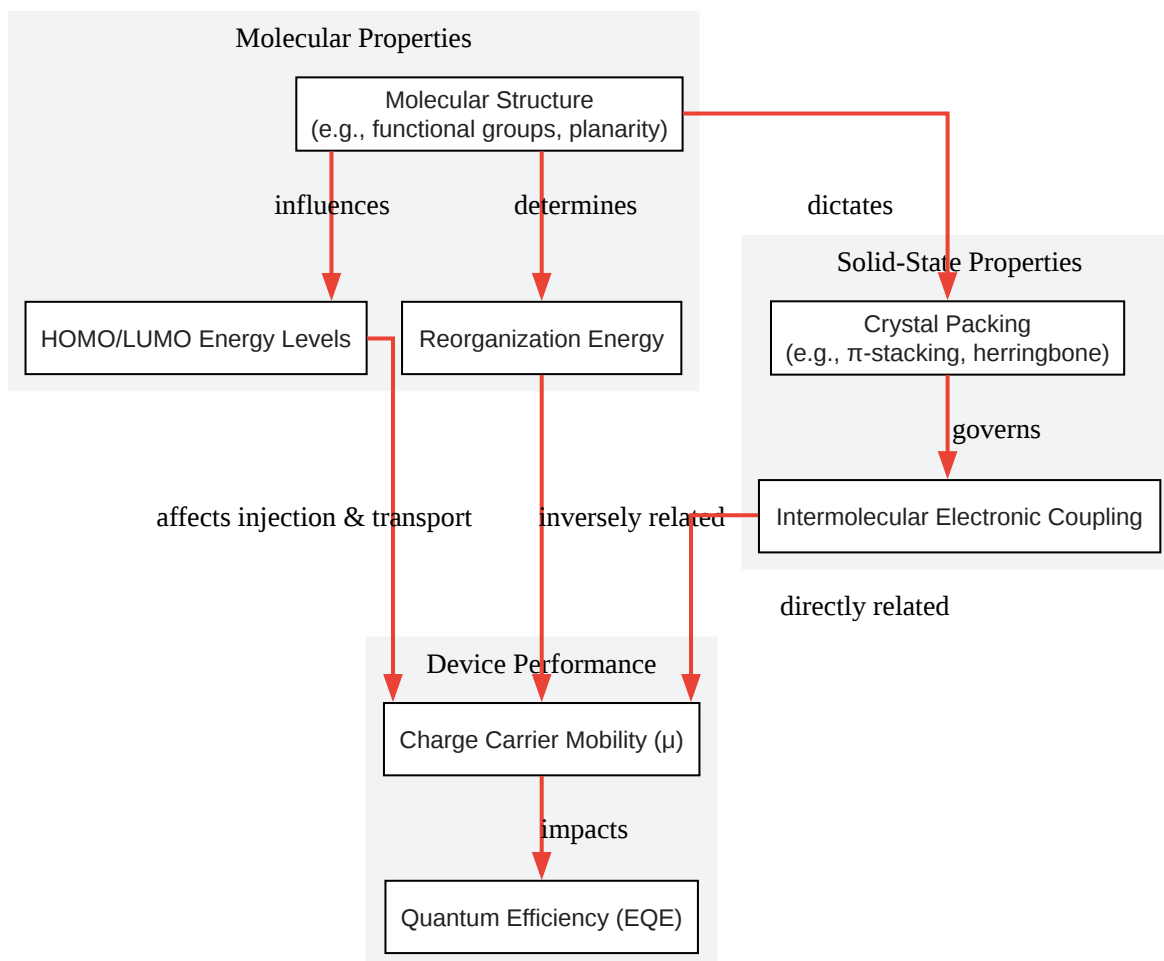 Molecular Properties
Molecular Structure
(e.g., functional groups, planarity)
influences
determines
dictates
Solid-State Properties
HOMO/LUMO Energy Levels
Reorganization Energy
Crystal Packing
(e.g., π-stacking, herringbone)
governs
affects injection & transport
inversely related
Intermolecular Electronic Coupling
directly related
Device Performance
Charge Carrier Mobility (μ)
impacts
Quantum Efficiency (EQE)